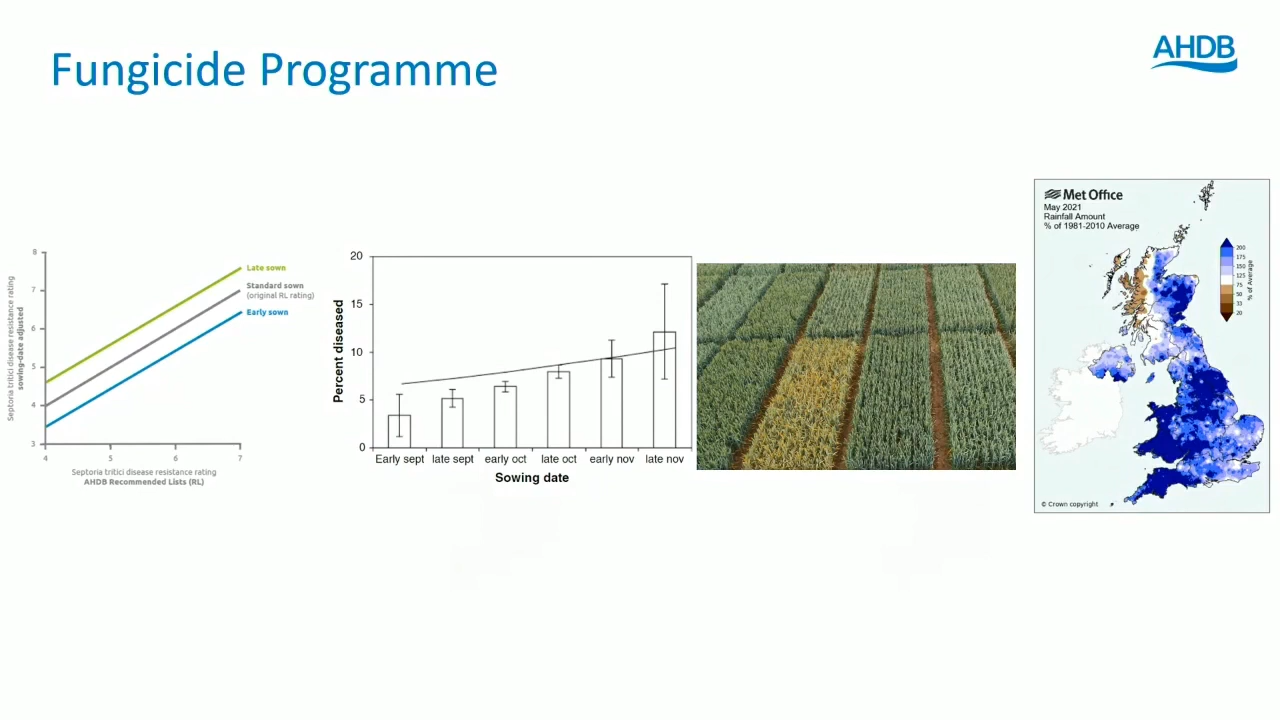 Fungicide Programme
AHDB
8
7
6
5
4
3
Septoria tritici disease resistance rating
sowing-date adjusted
Late sown
Standard sown
(original RL rating)
Early sown
4
5
6
7
Septoria tritici disease resistance rating
AHDB Recommended Lists (RL)
20
15
10
5
0
Percent diseased
Early sept
late sept
early oct
late oct
early nov
late nov
Sowing date
Met Office
May 2021
Rainfall Amount
% of 1981-2010 Average
200
175
150
125
75
50
33
20
% of Average
© Crown copyright